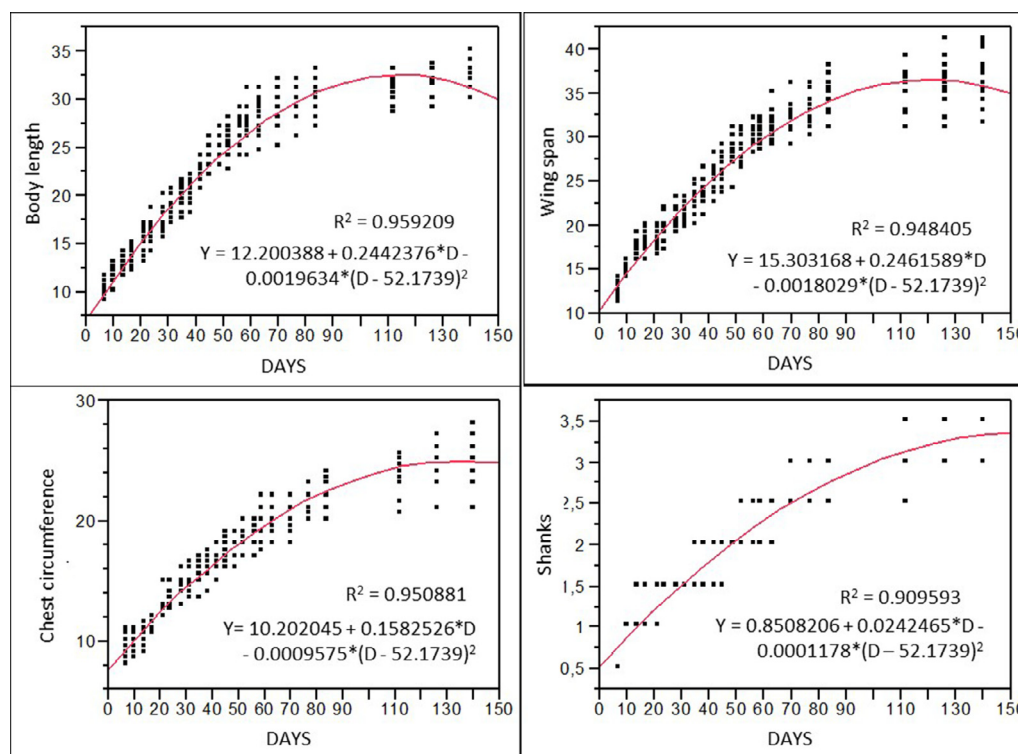 Body length
35
30
25
20
15
10
R² = 0.959209
Y = 12.200388 + 0.2442376*D -
0.0019634*(D - 52.1739)²
0 10 20 30 40 50 60 70 80 90 110 130 150
DAYS
Wing span
40
35
30
25
20
15
10
R² = 0.948405
Y = 15.303168 + 0.2461589*D
- 0.0018029*(D - 52.1739)²
0 10 20 30 40 50 60 70 80 90 110 130 150
DAYS
Chest circumference
30
20
10
R² = 0.950881
Y= 10.202045 + 0.1582526*D
- 0.0009575*(D - 52.1739)²
0 10 20 30 40 50 60 70 80 90 110 130 150
DAYS
Shanks
3,5
3
2,5
2
1,5
1
0,5
R² = 0.909593
Y = 0.8508206 + 0.0242465*D –
0.0001178*(D – 52.1739)²
0 10 20 30 40 50 60 70 80 90 110 130 150
DAYS